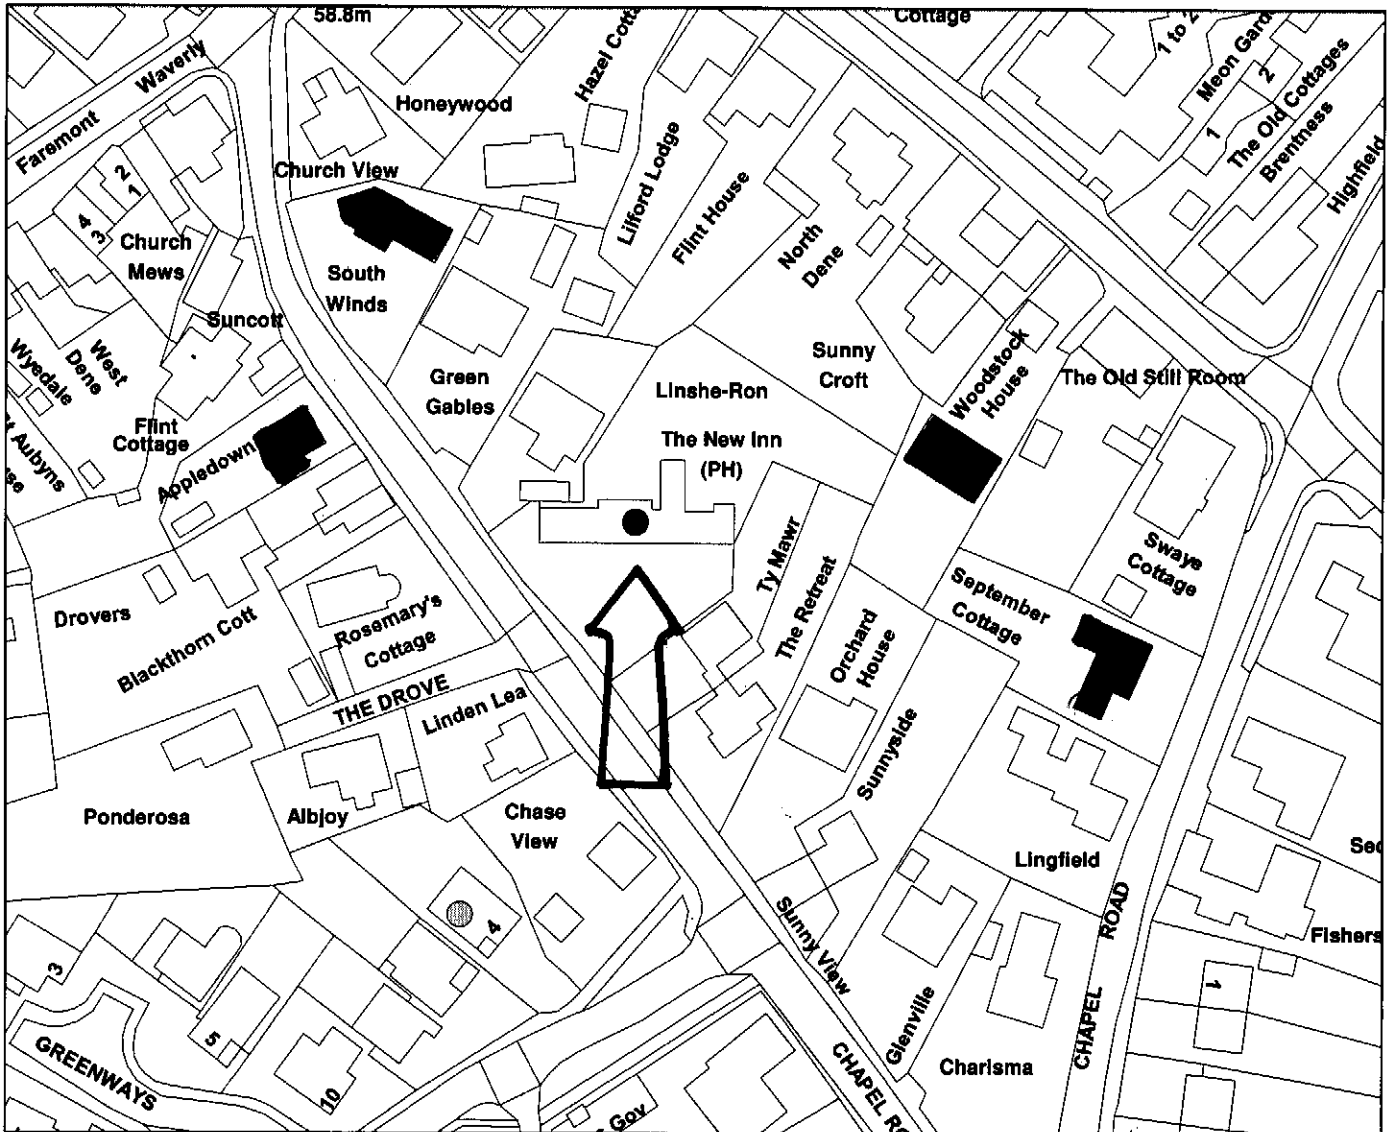 58.8m
Cottage
1 to 2
Meon Gard
2
1
The Old Cottages
Brentness
Highfield
Waverly
Faremont
Honeywood
Hazel Cotta
Lilford Lodge
Flint House
North
Dene
Church View
2
1
4
3
Church
Mews
South
Winds
Suncott
West
Dene
Wyedale
Aubyns
Flint
Cottage
Appledown
Green
Gables
Linshe-Ron
The New Inn
(PH)
Sunny
Croft
Woodstock
House
The Old Still Room
Swaye
Cottage
September
Cottage
Ty Mawr
The Retreat
Orchard
House
Sunnyside
Drovers
Blackthorn Cott
Rosemary's
Cottage
THE DROVE
Linden Lea
Ponderosa
Albjoy
Chase
View
Lingfield
CHAPEL ROAD
Fishers
1
Sunny View
Glenville
Charisma
CHAPEL RO
3
4
5
10
GREENWAYS
Gov